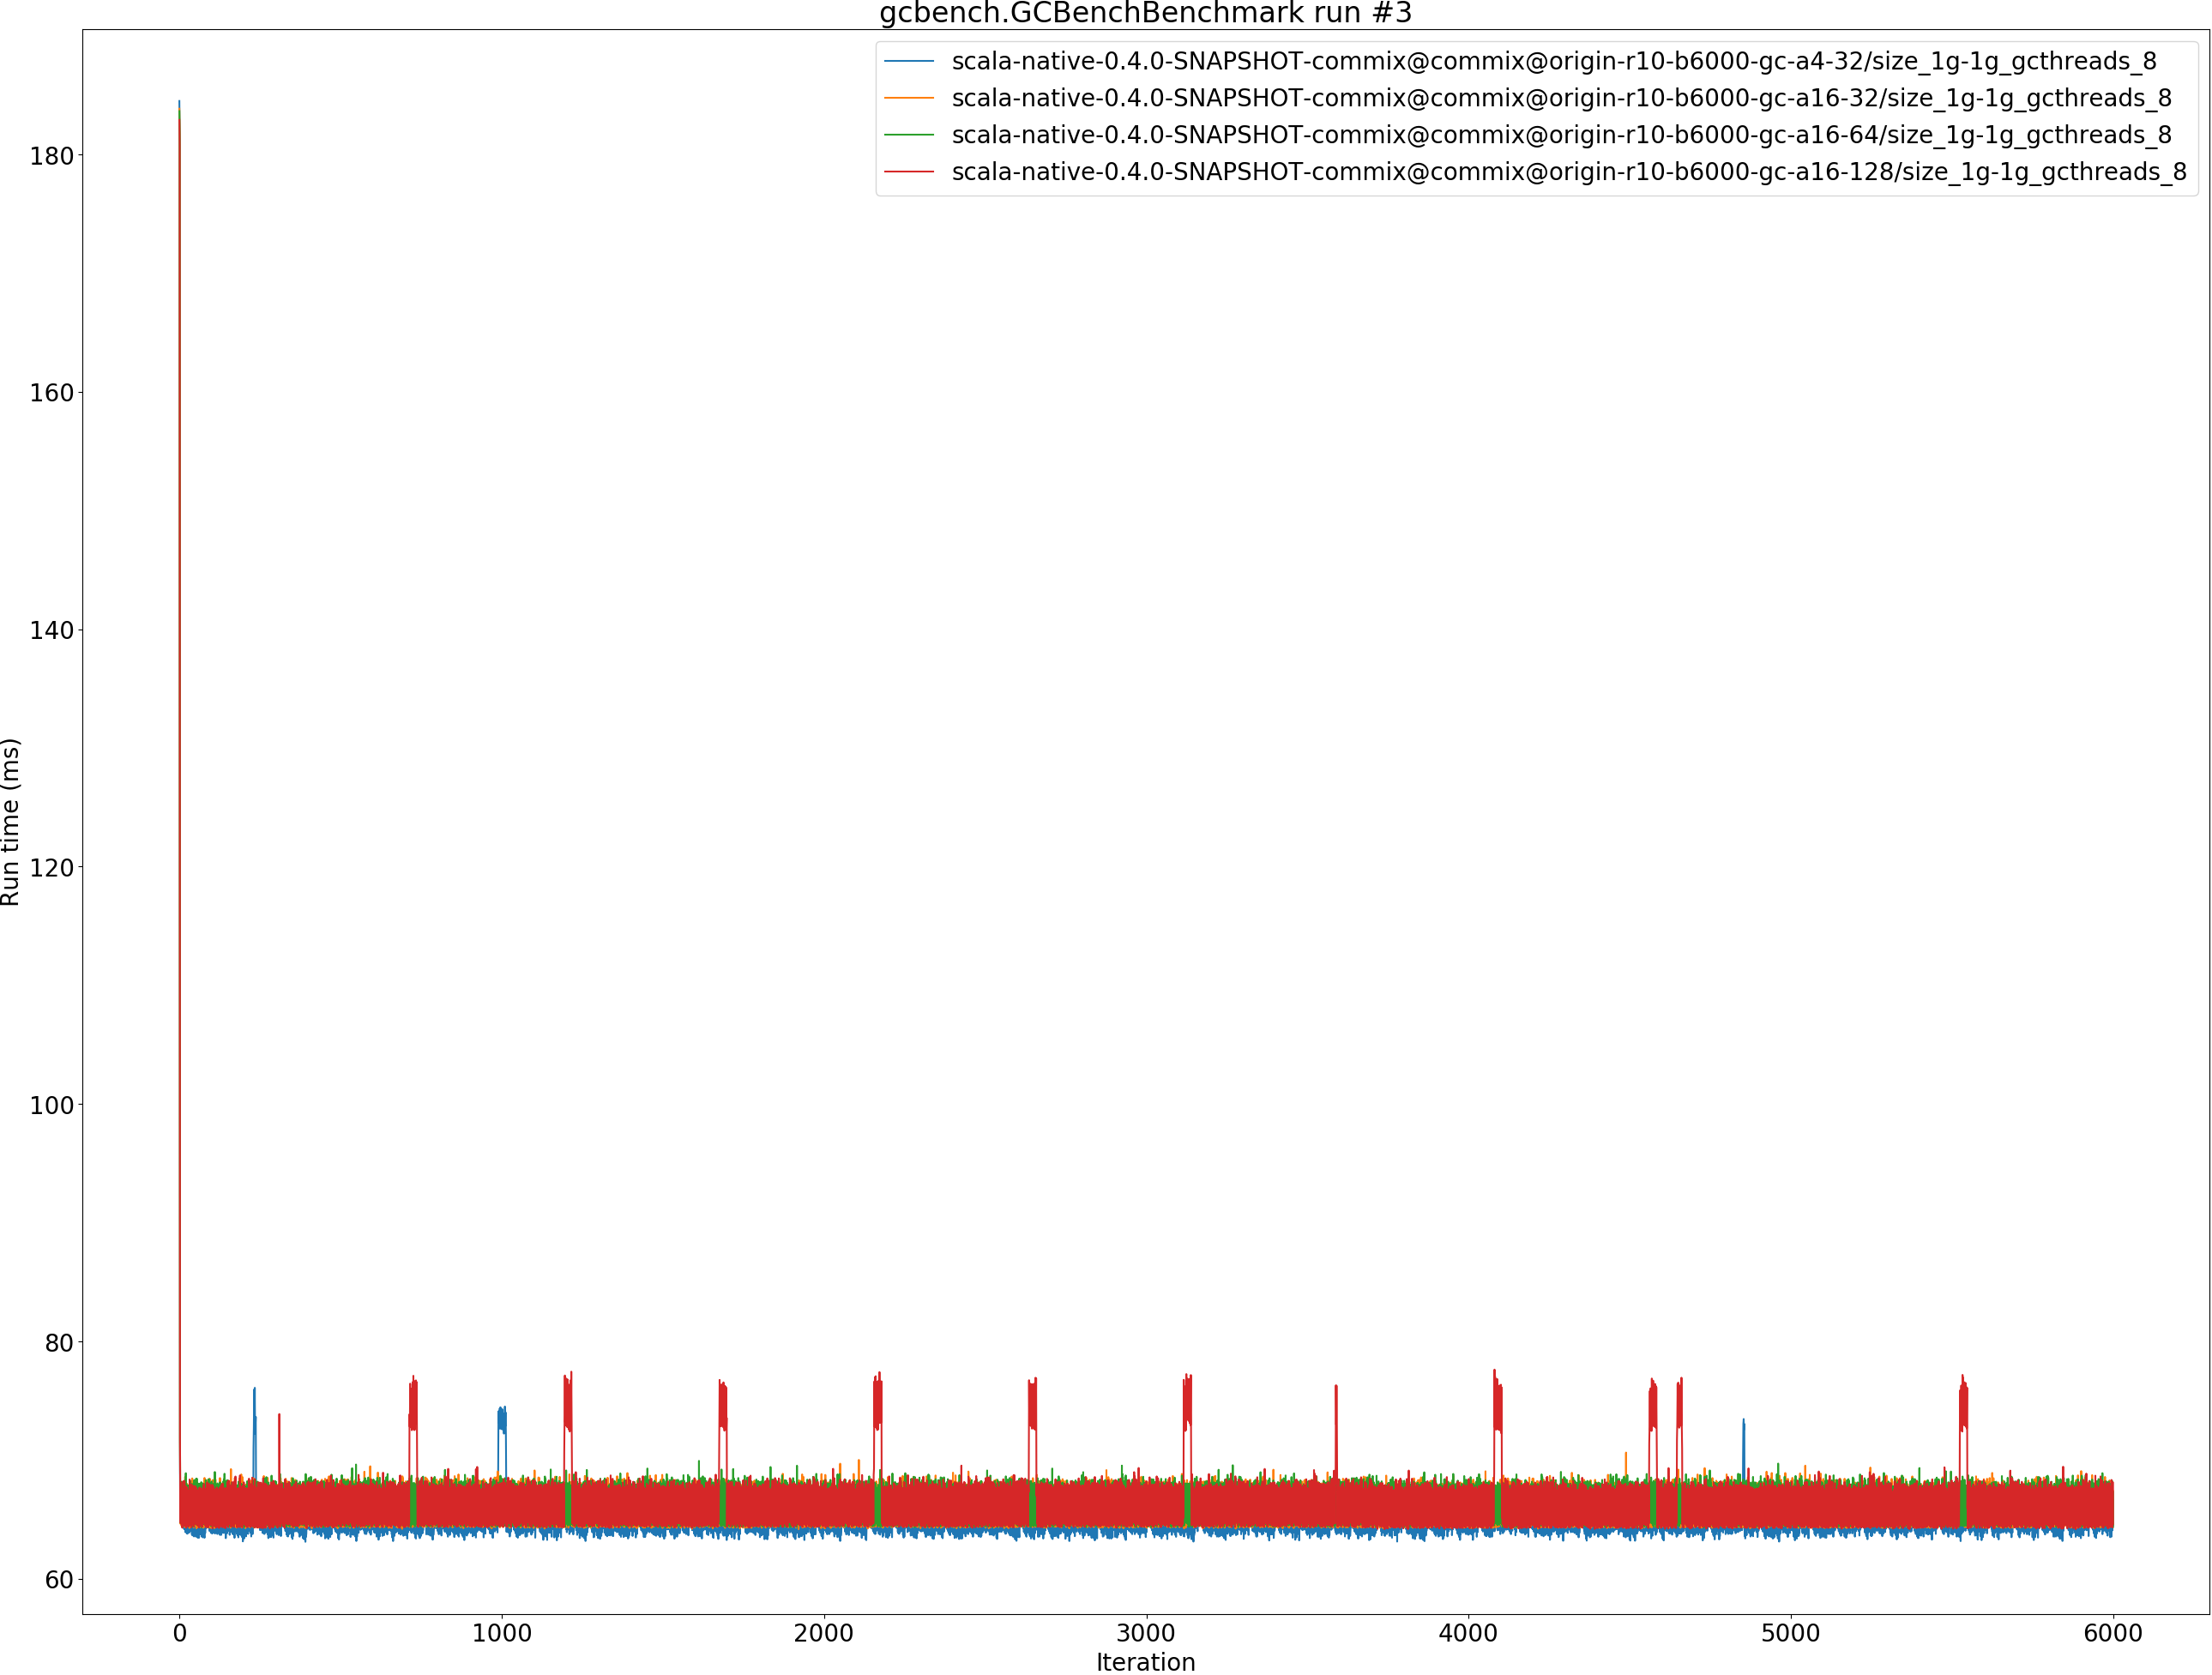 gcbench.GCBenchBenchmark run #3
scala-native-0.4.0-SNAPSHOT-commix@commix@origin-r10-b6000-gc-a4-32/size_1g-1g_gcthreads_8
scala-native-0.4.0-SNAPSHOT-commix@commix@origin-r10-b6000-gc-a16-32/size_1g-1g_gcthreads_8
scala-native-0.4.0-SNAPSHOT-commix@commix@origin-r10-b6000-gc-a16-64/size_1g-1g_gcthreads_8
scala-native-0.4.0-SNAPSHOT-commix@commix@origin-r10-b6000-gc-a16-128/size_1g-1g_gcthreads_8
180
160
140
120
100
80
60
Run time (ms)
0 1000 2000 3000 4000 5000 6000
Iteration